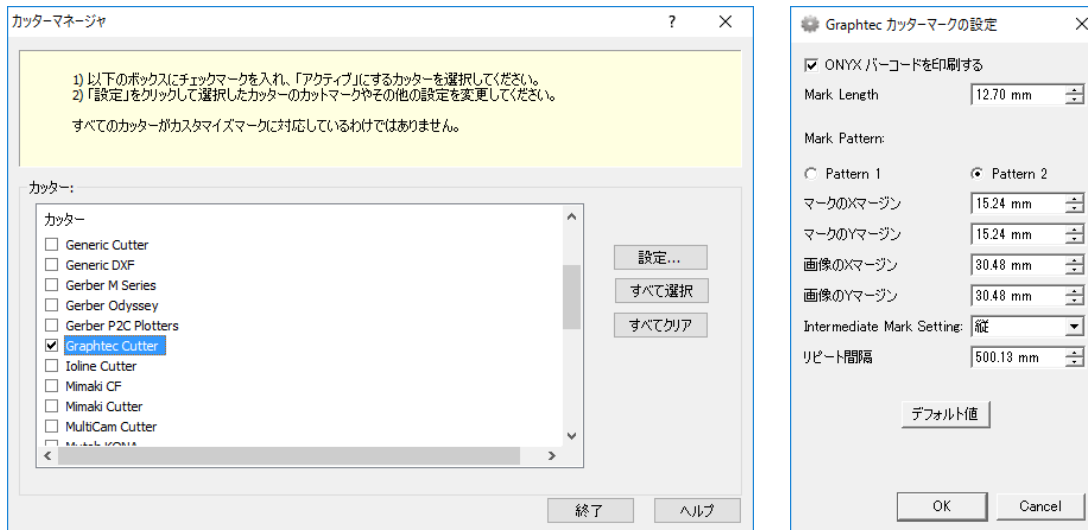 カッターマネージャ
?
×
1) 以下のボックスにチェックマークを入れ、「アクティブ」にするカッターを選択してください。
2) 「設定」をクリックして選択したカッターのカットマークやその他の設定を変更してください。
すべてのカッターがカスタマイズマークに対応しているわけではありません。
カッター:
カッター
Generic Cutter
Generic DXF
Gerber M Series
Gerber Odyssey
Gerber P2C Plotters
Graphtec Cutter
Ioline Cutter
Mimaki CF
Mimaki Cutter
MultiCam Cutter
Mutoh KONA
設定...
すべて選択
すべてクリア
終了
ヘルプ
Graphtec カッターマークの設定
ONYX バーコードを印刷する
Mark Length 12.70 mm
Mark Pattern:
Pattern 1 Pattern 2
マークのXマージン 15.24 mm
マークのYマージン 15.24 mm
画像のXマージン 30.48 mm
画像のYマージン 30.48 mm
Intermediate Mark Setting: 縦
リピート間隔 500.13 mm
デフォルト値
OK Cancel